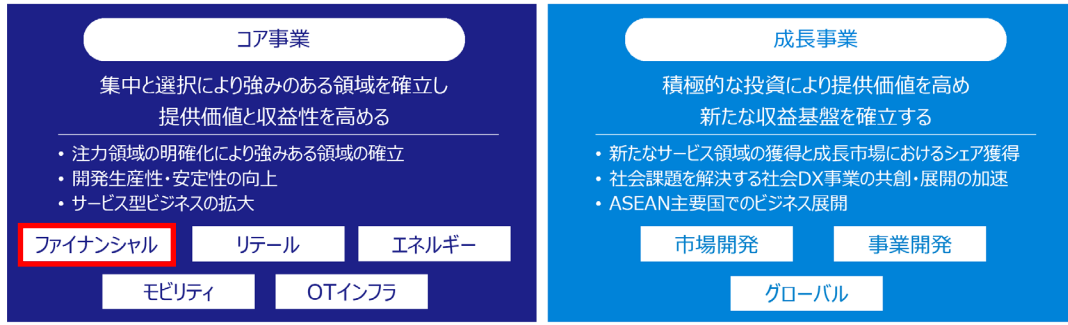 コア事業
集中と選択により強みのある領域を確立し
提供価値と収益性を高める
• 注力領域の明確化により強みある領域の確立
• 開発生産性・安定性の向上
• サービス型ビジネスの拡大
ファイナンシャル
リテール
エネルギー
モビリティ
OTインフラ
成長事業
積極的な投資により提供価値を高め
新たな収益基盤を確立する
• 新たなサービス領域の獲得と成長市場におけるシェア獲得
• 社会課題を解決する社会DX事業の共創・展開の加速
• ASEAN主要国でのビジネス展開
市場開発
事業開発
グローバル